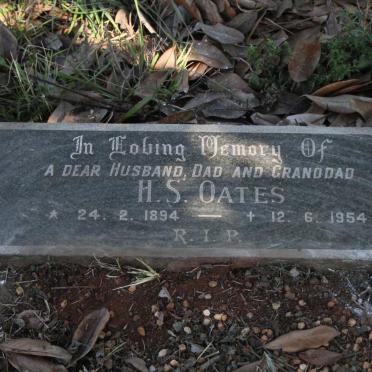 In Loving Memory Of
A DEAR HUSBAND, DAD AND GRANDDAD
H.S. OATES
* 24. 2. 1894 — + 12. 6. 1954
R.I.P.